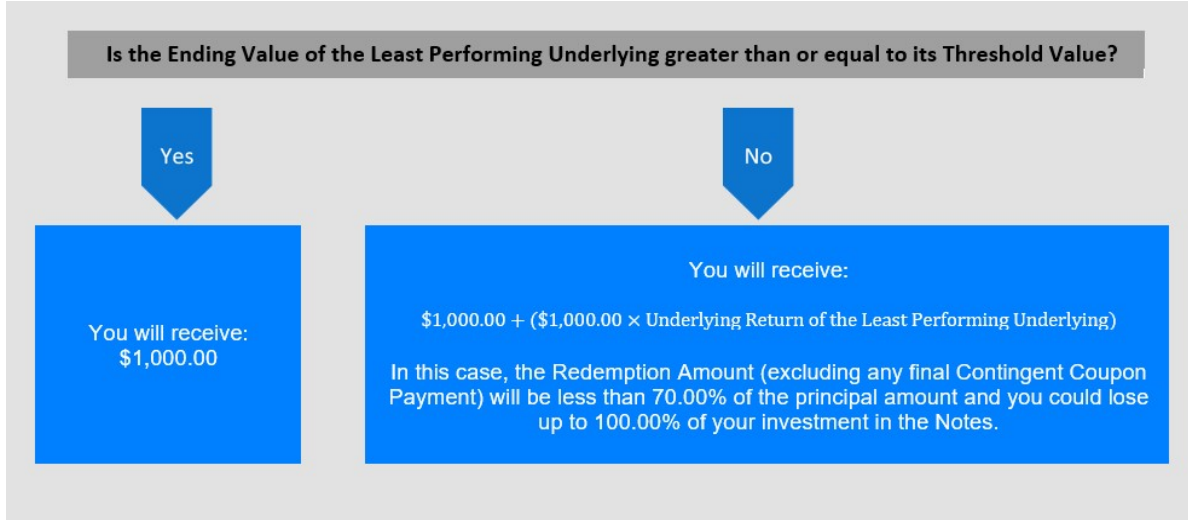 Is the Ending Value of the Least Performing Underlying greater than or equal to its Threshold Value?
Yes
No
You will receive:
$1,000.00
You will receive:
$1,000.00 + ($1,000.00 × Underlying Return of the Least Performing Underlying)
In this case, the Redemption Amount (excluding any final Contingent Coupon
Payment) will be less than 70.00% of the principal amount and you could lose
up to 100.00% of your investment in the Notes.